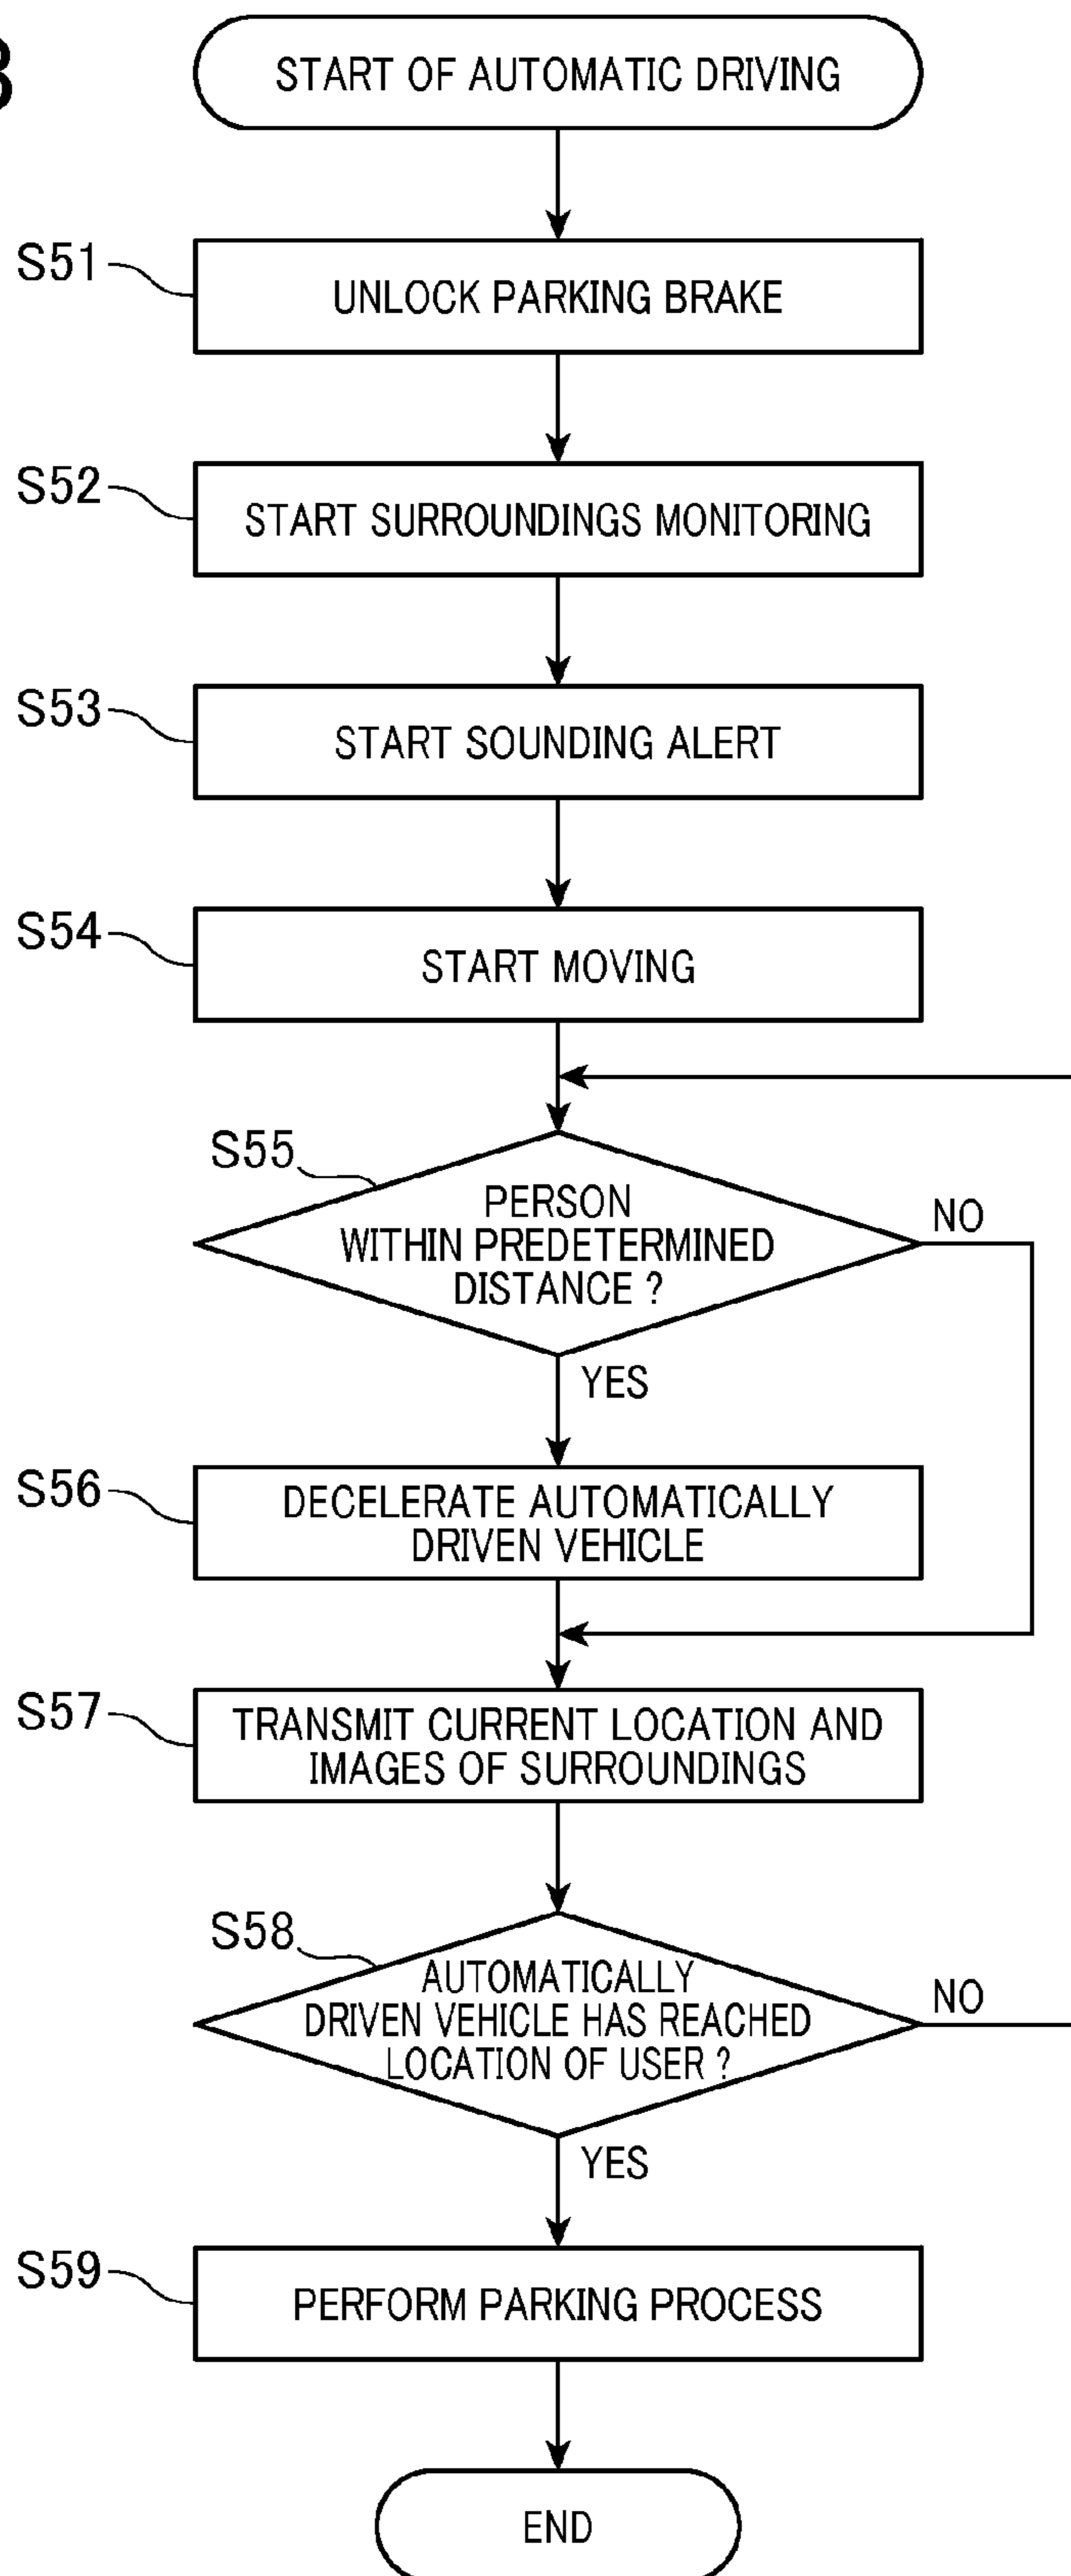 START OF AUTOMATIC DRIVING
S51
UNLOCK PARKING BRAKE
S52
START SURROUNDINGS MONITORING
S53
START SOUNDING ALERT
S54
START MOVING
S55
PERSON
WITHIN PREDETERMINED
DISTANCE ?
NO
YES
S56
DECELERATE AUTOMATICALLY
DRIVEN VEHICLE
S57
TRANSMIT CURRENT LOCATION AND
IMAGES OF SURROUNDINGS
S58
AUTOMATICALLY
DRIVEN VEHICLE HAS REACHED
LOCATION OF USER ?
NO
YES
S59
PERFORM PARKING PROCESS
END